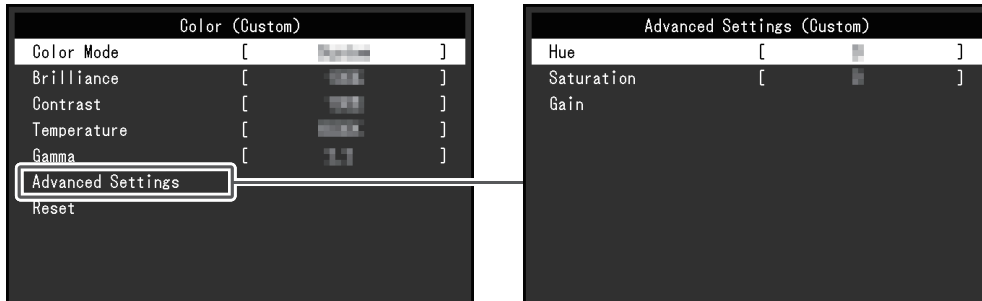 Color (Custom)
Color Mode [ ]
Brilliance [ ]
Contrast [ ]
Temperature [ ]
Gamma [ ]
Advanced Settings
Reset
Advanced Settings (Custom)
Hue [ ]
Saturation [ ]
Gain